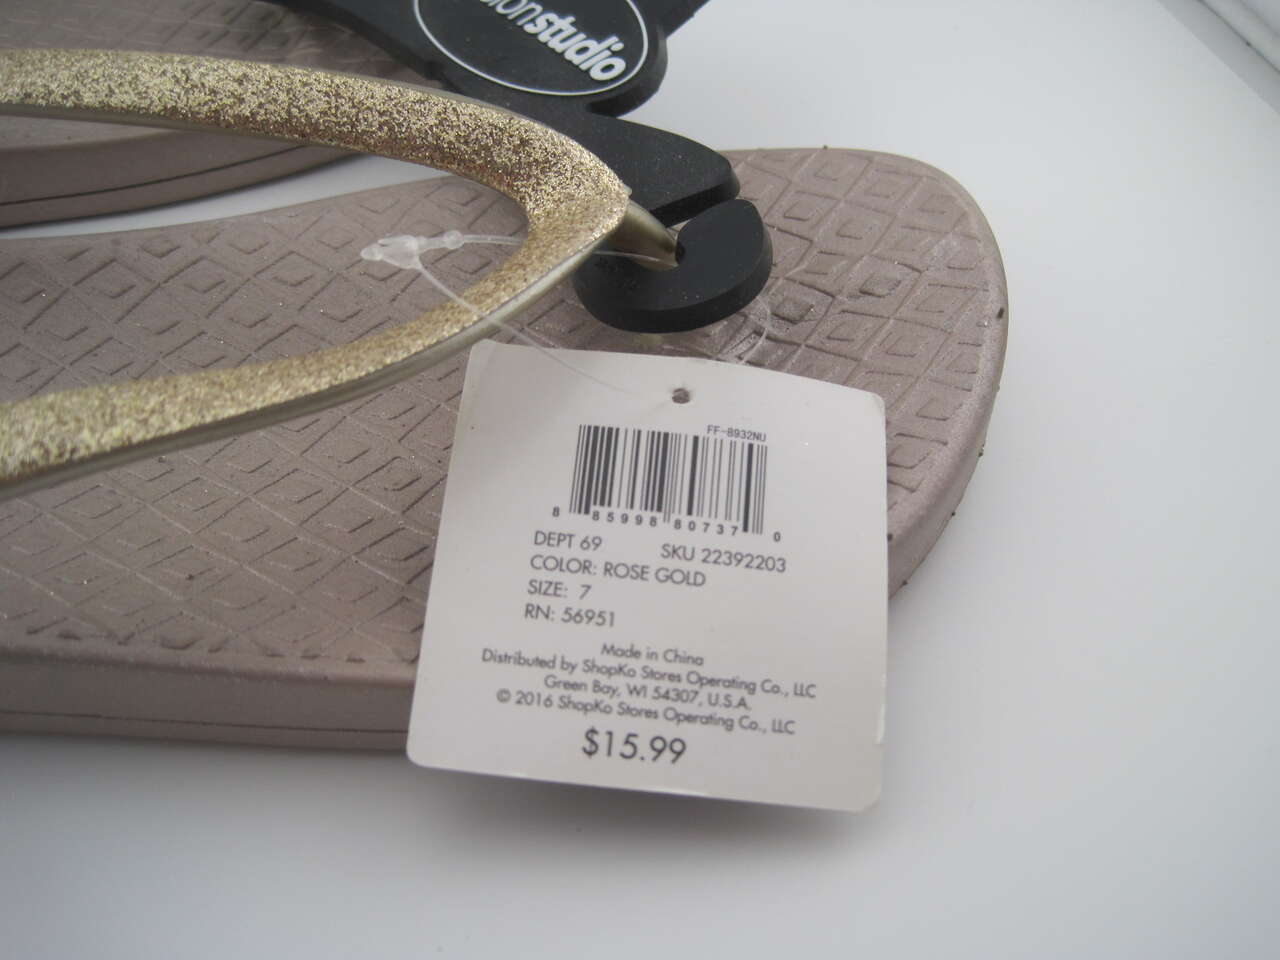 studio
FF-8932NU
8 85998 80737 0
DEPT 69 SKU 22392203
COLOR: ROSE GOLD
SIZE: 7
RN: 56951
Made in China
Distributed by ShopKo Stores Operating Co., LLC
Green Bay, WI 54307, U.S.A.
© 2016 ShopKo Stores Operating Co., LLC
$15.99